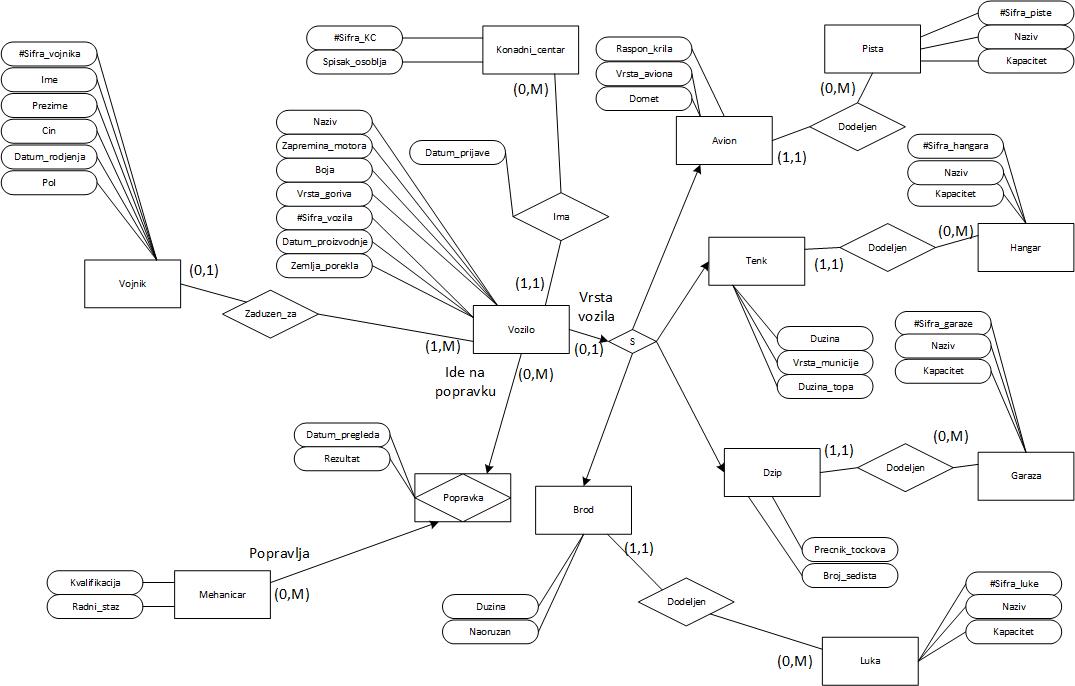 #Sifra_vojnika
Ime
Prezime
Cin
Datum_rodjenja
Pol
Vojnik
(0,1)
Zaduzen_za
#Sifra_KC
Spisak_osoblja
Konadni_centar
(0,M)
Datum_prijave
Ima
(1,1)
Naziv
Zapremina_motora
Boja
Vrsta_goriva
#Sifra_vozila
Datum_proizvodnje
Zemlja_porekla
Vozilo
(1,M)
(0,M)
(0,1)
Vrsta
vozila
S
Ide na
popravku
Datum_pregleda
Rezultat
Popravka
Popravlja
Kvalifikacija
Radni_staz
Mehanicar
(0,M)
Raspon_krila
Vrsta_aviona
Domet
Avion
(1,1)
Dodeljen
(0,M)
Pista
#Sifra_piste
Naziv
Kapacitet
Tenk
(1,1)
Dodeljen
(0,M)
Hangar
#Sifra_hangara
Naziv
Kapacitet
Duzina
Vrsta_municije
Duzina_topa
Dzip
(1,1)
Dodeljen
(0,M)
Garaza
#Sifra_garaze
Naziv
Kapacitet
Precnik_tockova
Broj_sedista
Brod
(1,1)
Duzina
Naoruzan
Dodeljen
(0,M)
Luka
#Sifra_luke
Naziv
Kapacitet